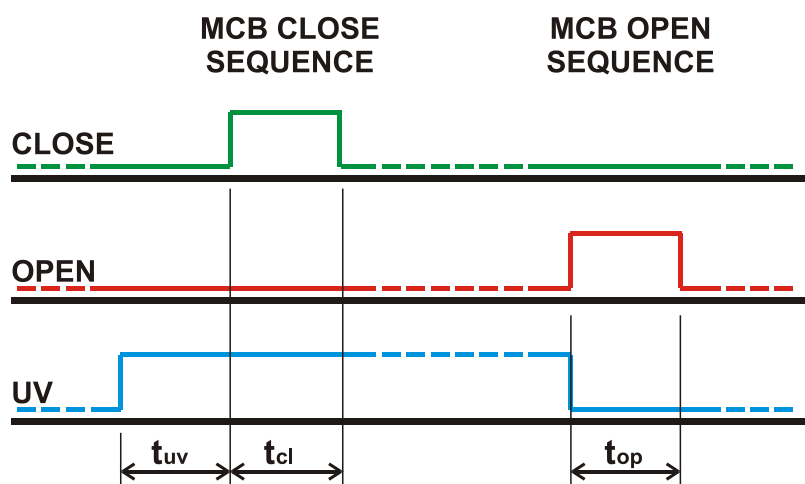 MCB CLOSE
SEQUENCE
MCB OPEN
SEQUENCE
CLOSE
OPEN
UV
tuv
tcl
top